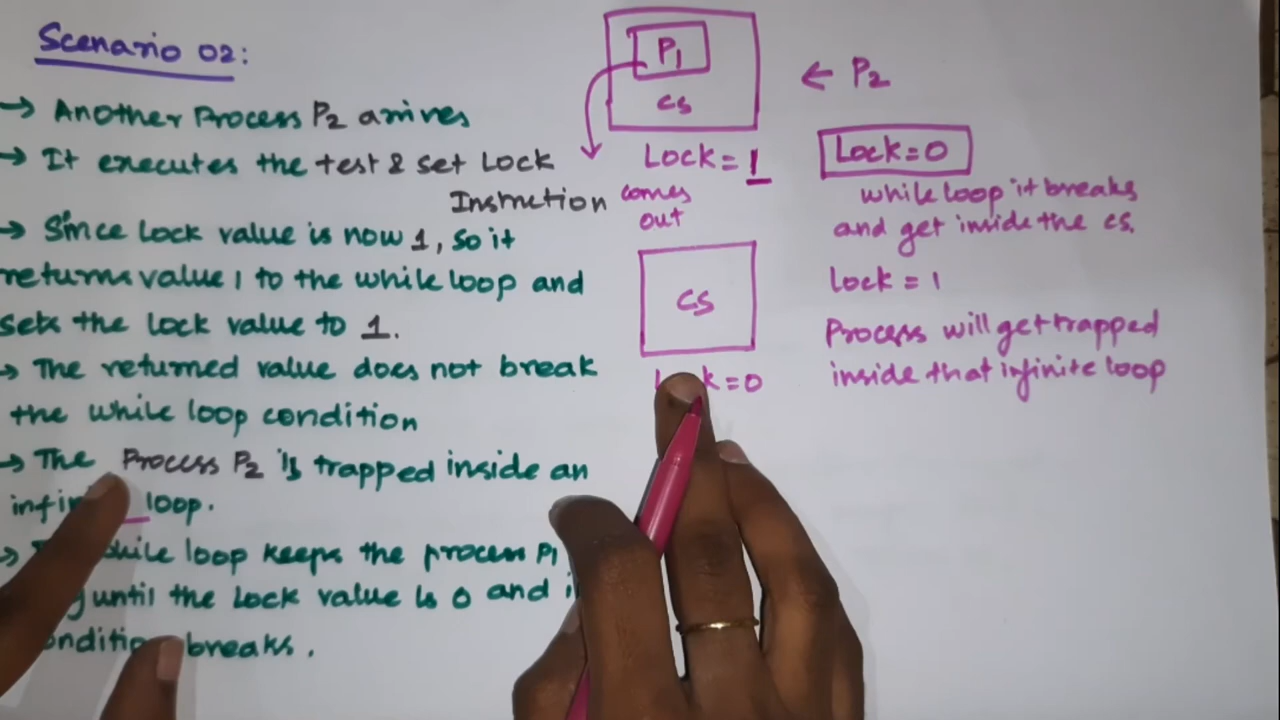 Scenario 02:
→ Another Process P2 arrives
→ It executes the test & set Lock
Instruction
→ Since Lock value is now 1, so it
returns value 1 to the while loop and
sets the lock value to 1.
→ The returned value does not break
the while loop condition
→ The Process P2 is trapped inside an
loop.
→ while loop keeps the process P1
until the Lock value is 0 and
breaks.
P1
CS
← P2
Lock = 1
comes
out
CS
=0
Lock=0
while loop it breaks
and get inside the cs.
lock = 1
Process will get trapped
inside that infinite loop